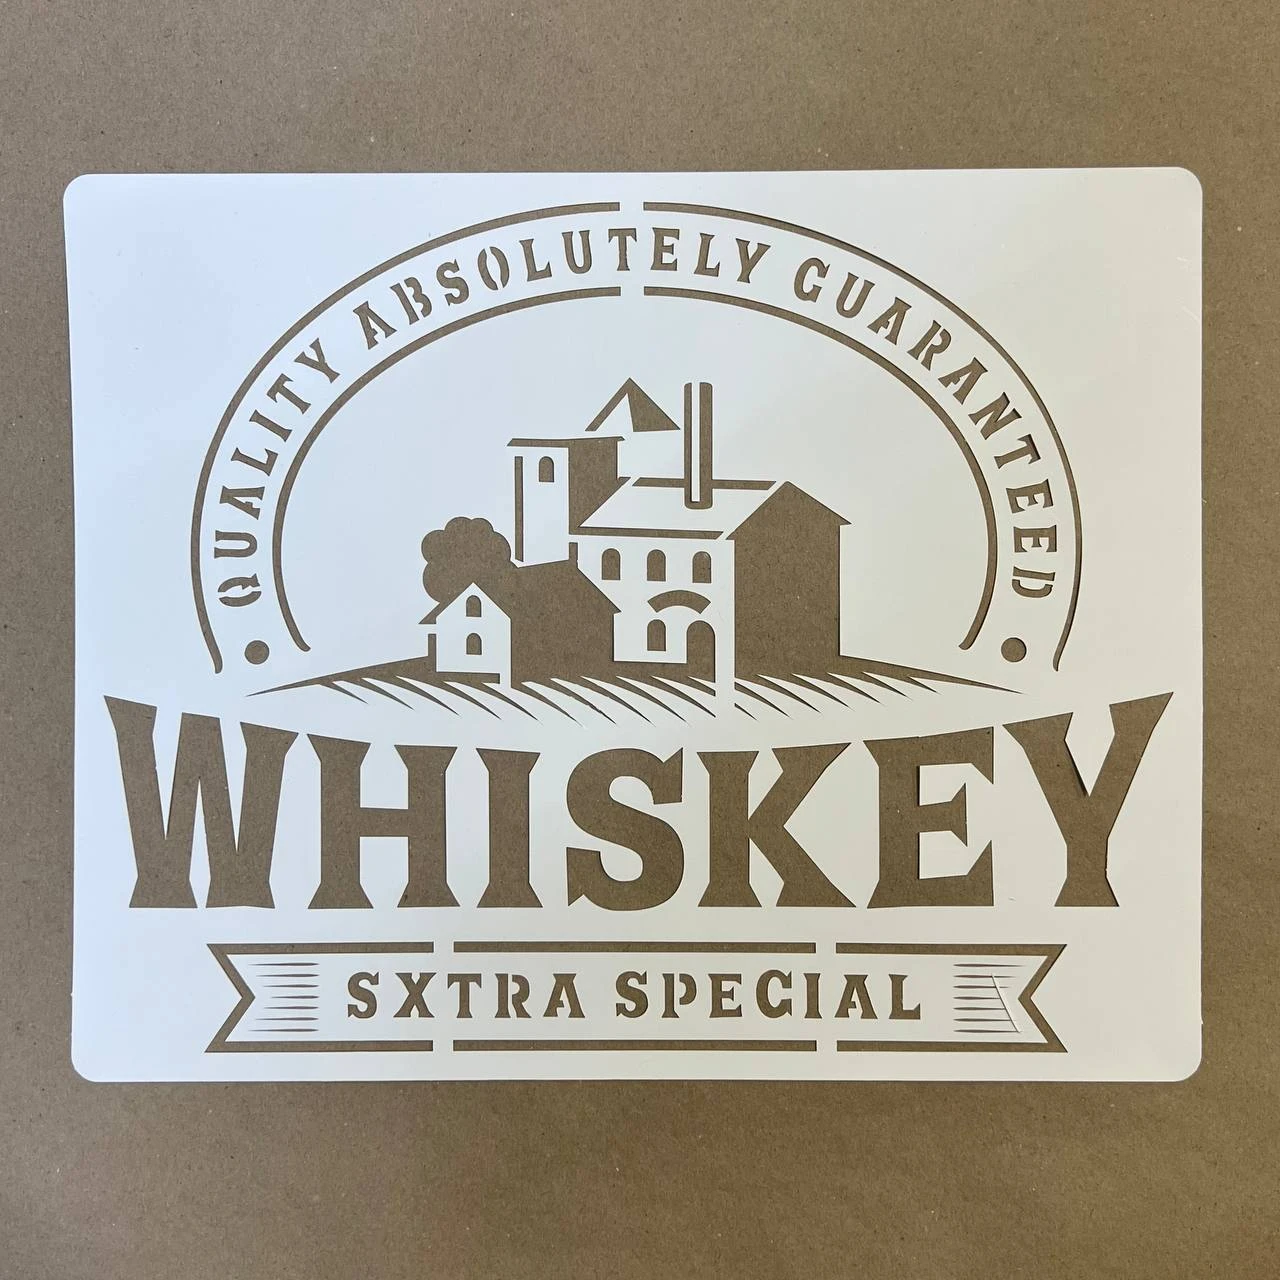 QUALITY ABSOLUTELY GUARANTEED
WHISKEY
SXTRA SPECIAL